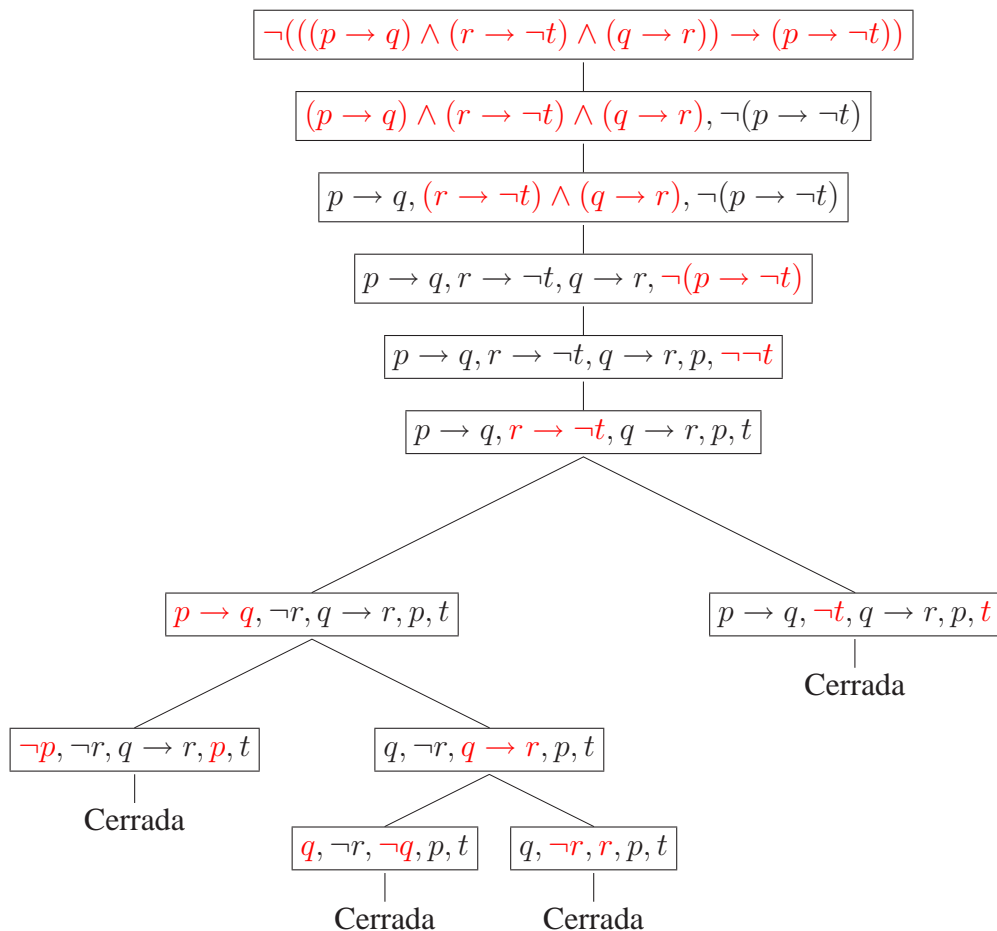 ¬(((p → q) ∧ (r → ¬t) ∧ (q → r)) → (p → ¬t))
(p → q) ∧ (r → ¬t) ∧ (q → r), ¬(p → ¬t)
p → q, (r → ¬t) ∧ (q → r), ¬(p → ¬t)
p → q, r → ¬t, q → r, ¬(p → ¬t)
p → q, r → ¬t, q → r, p, ¬¬t
p → q, r → ¬t, q → r, p, t
p → q, ¬r, q → r, p, t
p → q, ¬t, q → r, p, t
Cerrada
¬p, ¬r, q → r, p, t
q, ¬r, q → r, p, t
Cerrada
q, ¬r, ¬q, p, t
q, ¬r, r, p, t
Cerrada
Cerrada